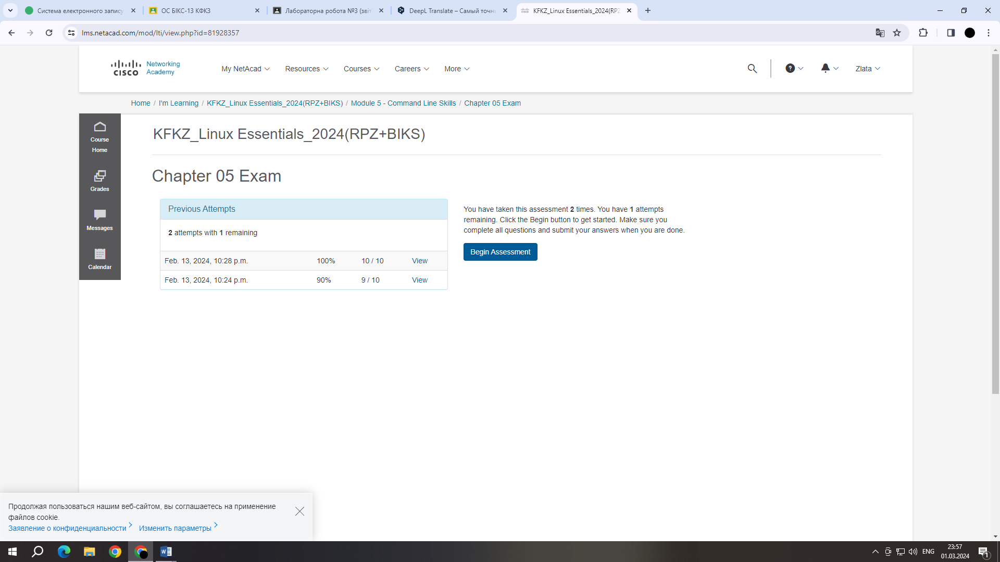 Система електронного запису
ОС БІКС-13 КФКЗ
Лабораторна робота №3 (звіт
DeepL Translate – Самый точн
KFKZ_Linux Essentials_2024(RPZ
lms.netacad.com/mod/lti/view.php?id=81928357
CISCO Networking Academy
My NetAcad
Resources
Courses
Careers
More
Zlata
Home / I'm Learning / KFKZ_Linux Essentials_2024(RPZ+BIKS) / Module 5 - Command Line Skills / Chapter 05 Exam
Course
Home
Grades
Messages
Calendar
KFKZ_Linux Essentials_2024(RPZ+BIKS)
Chapter 05 Exam
Previous Attempts
2 attempts with 1 remaining
Feb. 13, 2024, 10:28 p.m. 100% 10 / 10 View
Feb. 13, 2024, 10:24 p.m. 90% 9 / 10 View
You have taken this assessment 2 times. You have 1 attempts
remaining. Click the Begin button to get started. Make sure you
complete all questions and submit your answers when you are done.
Begin Assessment
Продолжая пользоваться нашим веб-сайтом, вы соглашаетесь на применение
файлов cookie.
Заявление о конфиденциальности
Изменить параметры
ENG
23:57
01.03.2024
1